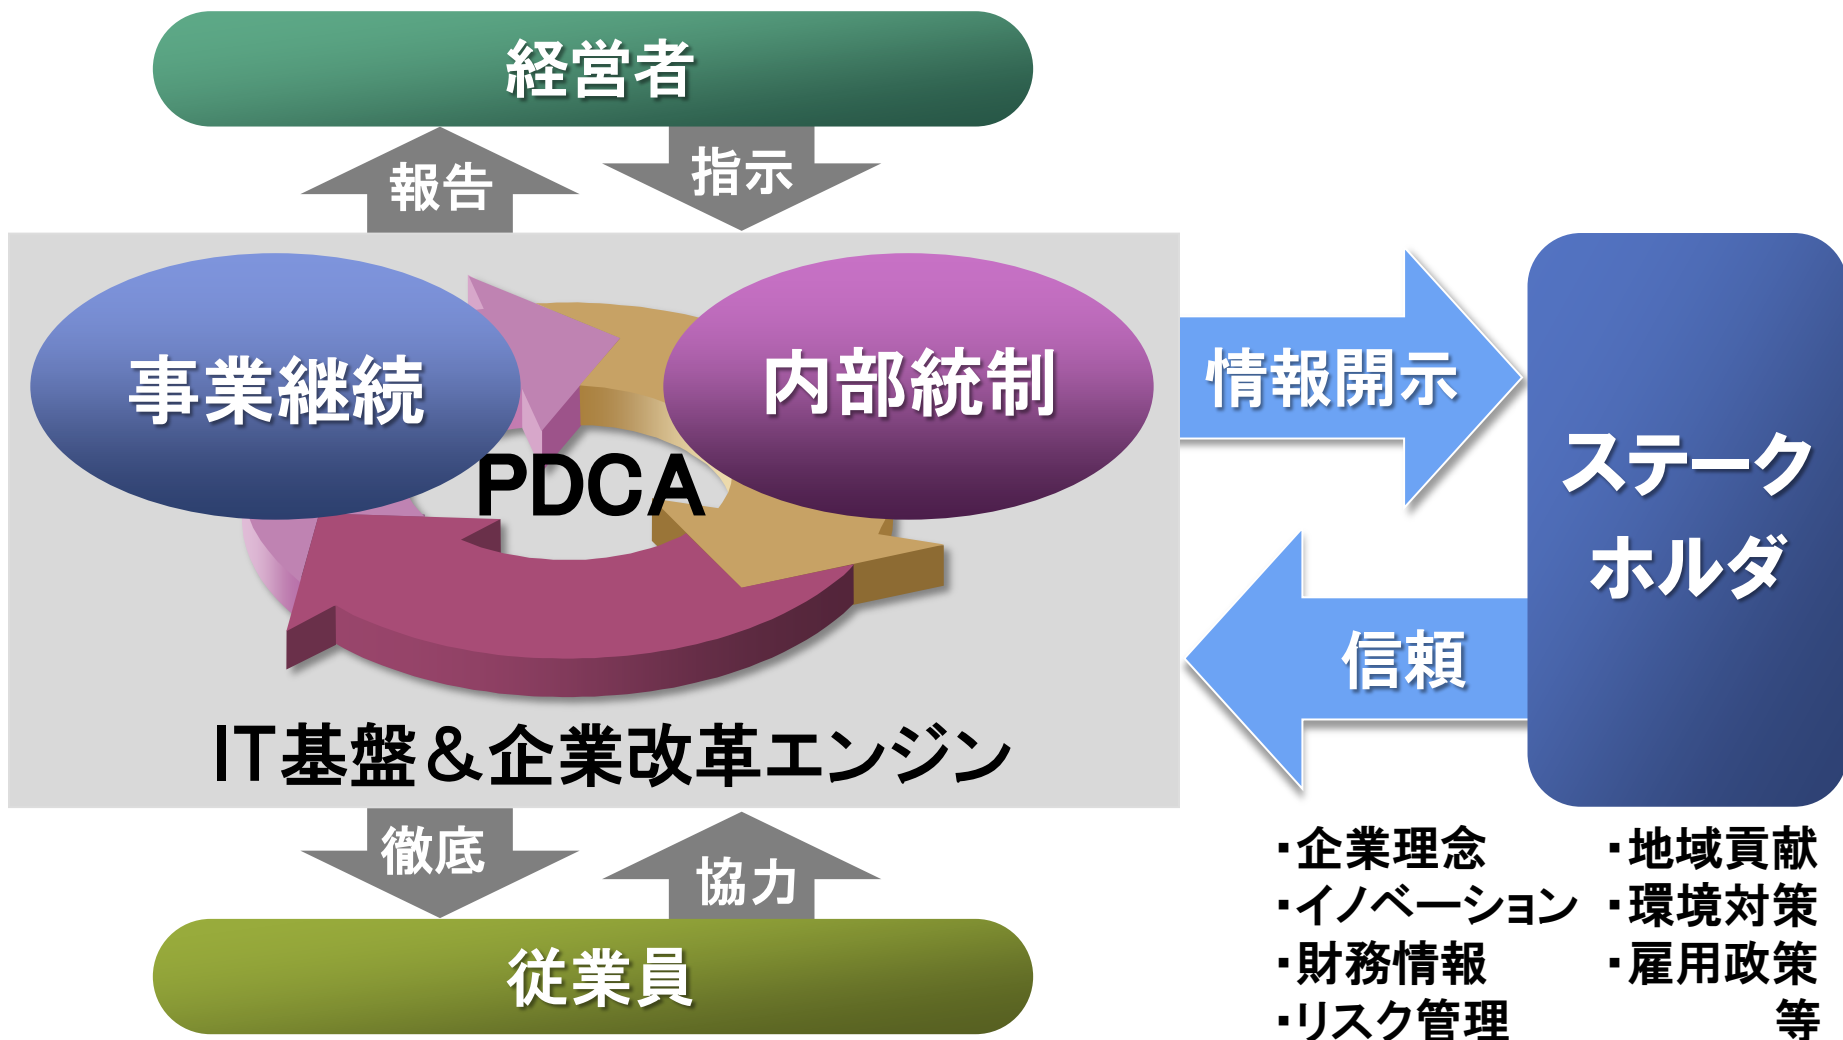 経営者
報告
指示
事業継続
内部統制
PDCA
IT基盤＆企業改革エンジン
情報開示
信頼
ステーク
ホルダ
徹底
協力
従業員
・企業理念
・イノベーション
・財務情報
・リスク管理
・地域貢献
・環境対策
・雇用政策
等